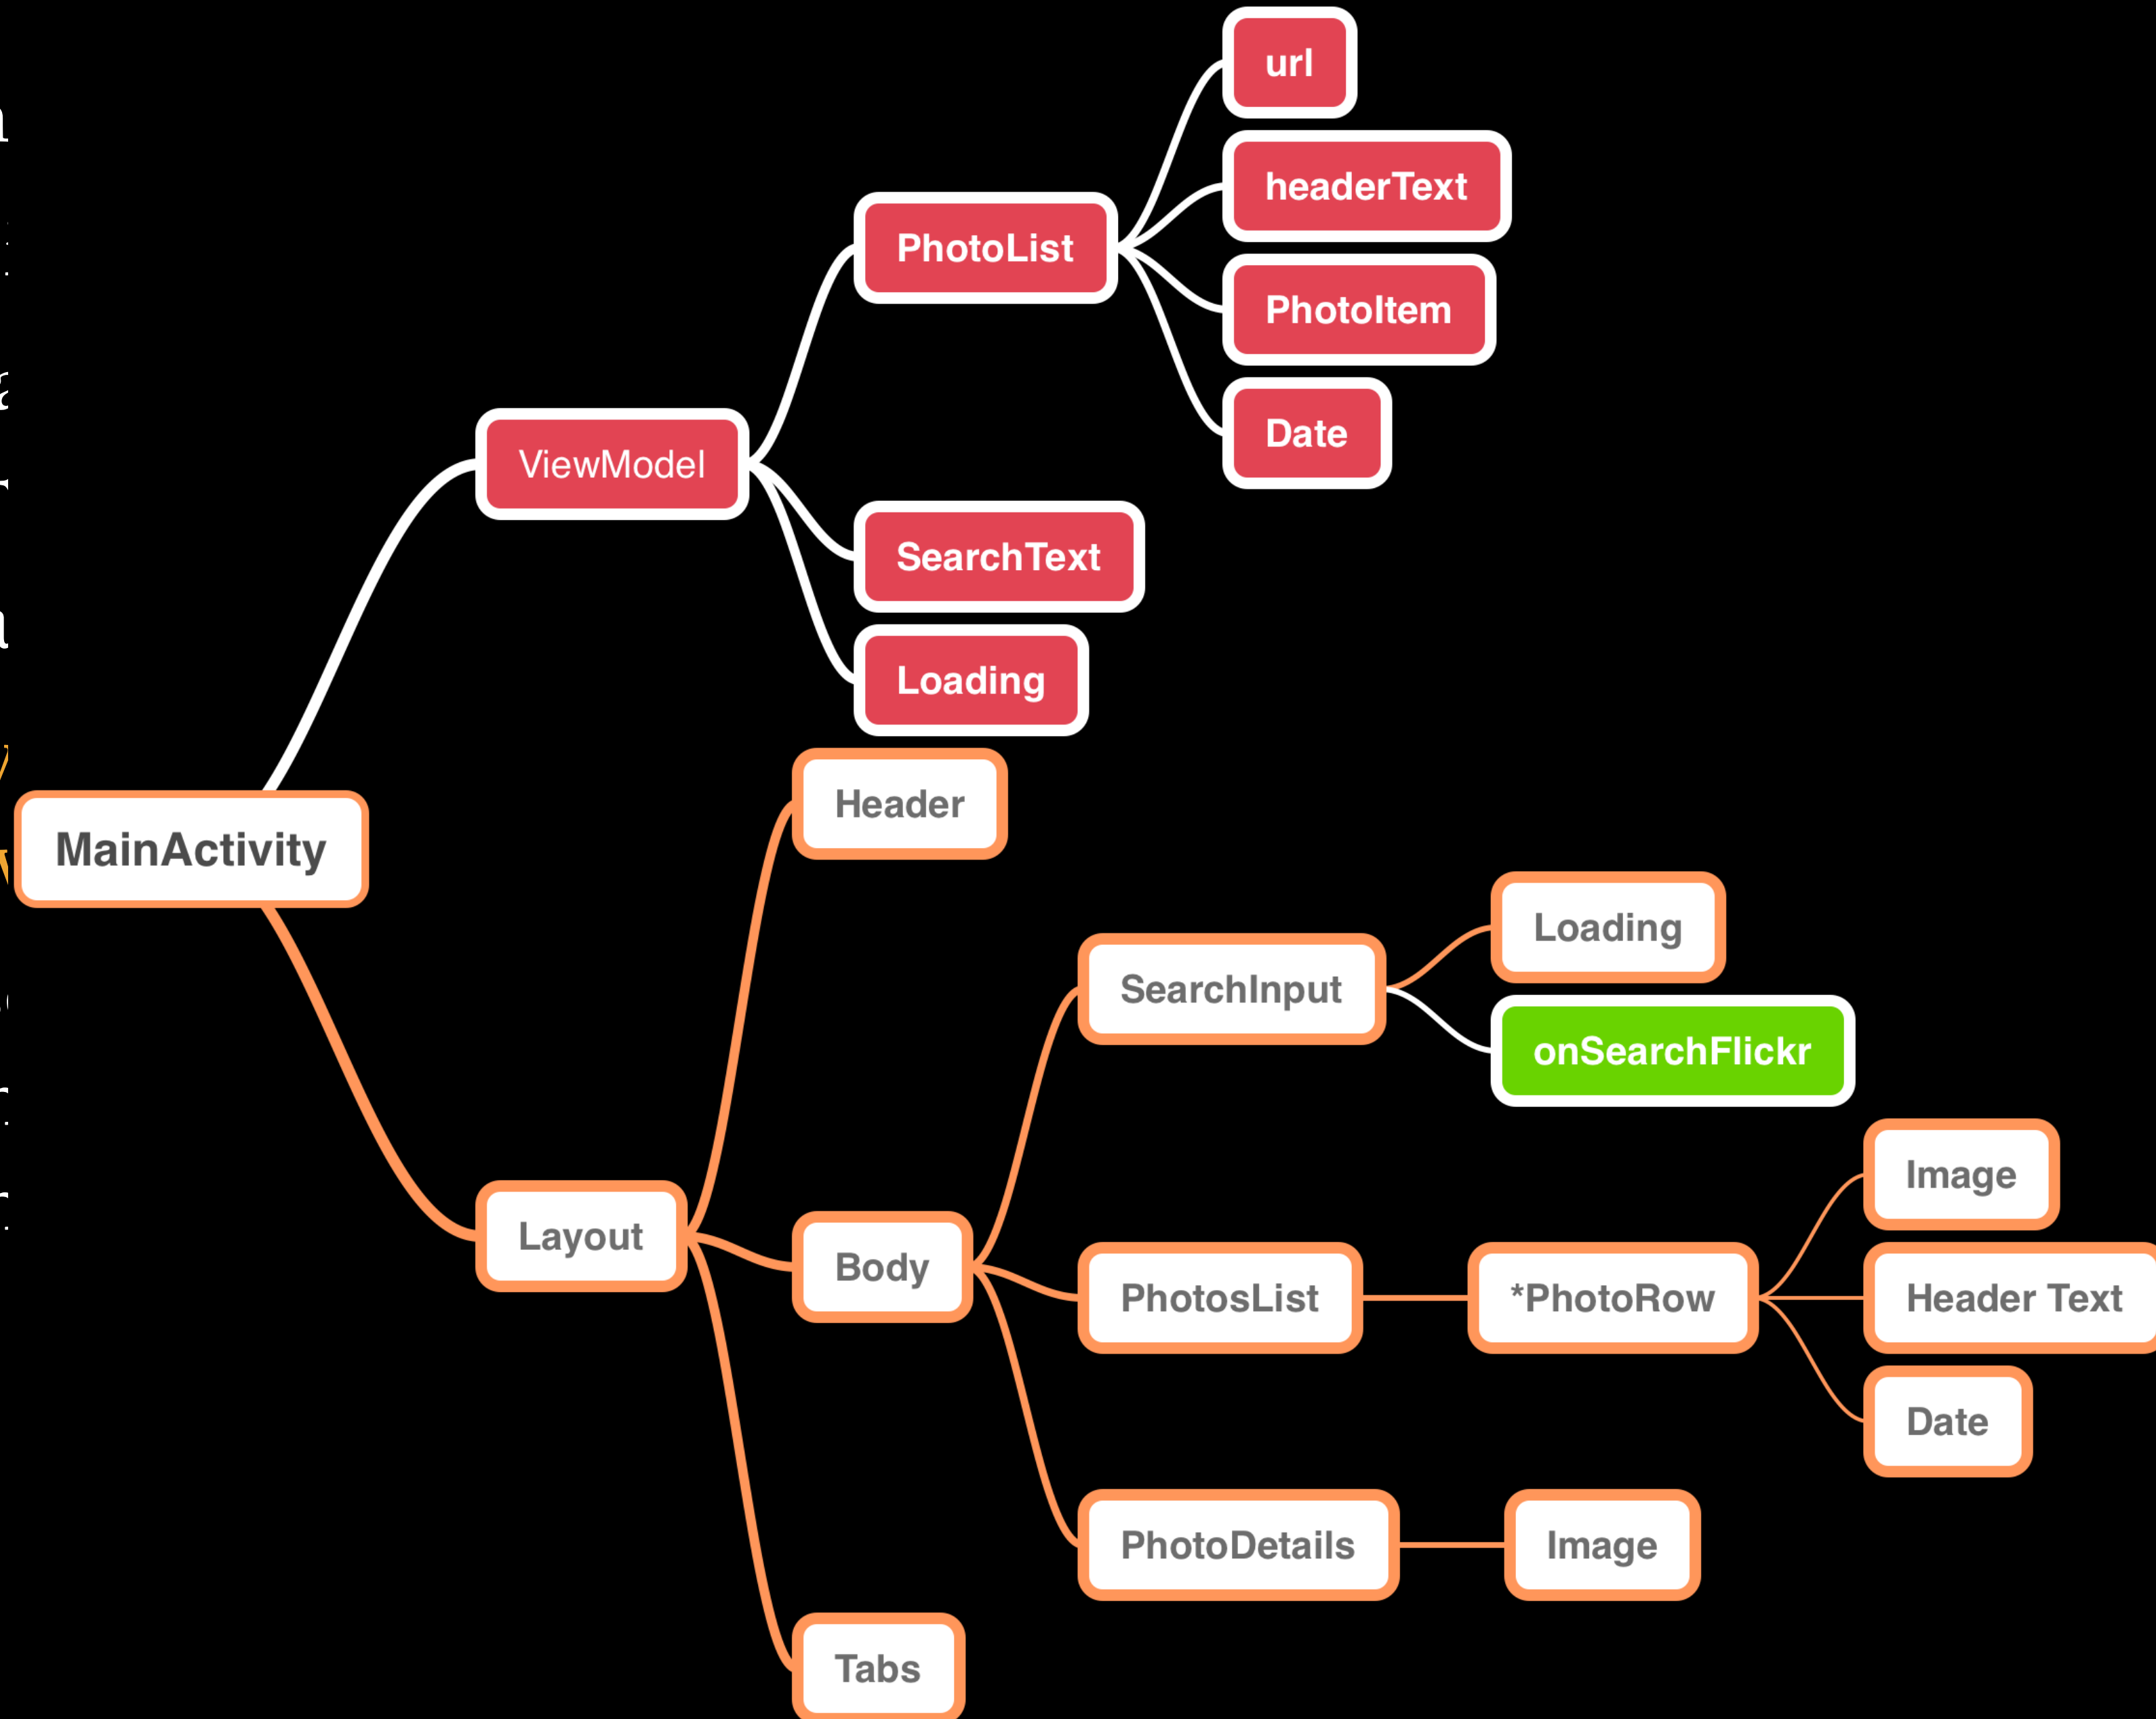 url
headerText
PhotoList
PhotoItem
Date
ViewModel
SearchText
Loading
Header
MainActivity
Loading
SearchInput
onSearchFlickr
Image
Layout
Body
PhotosList
*PhotoRow
Header Text
Date
PhotoDetails
Image
Tabs